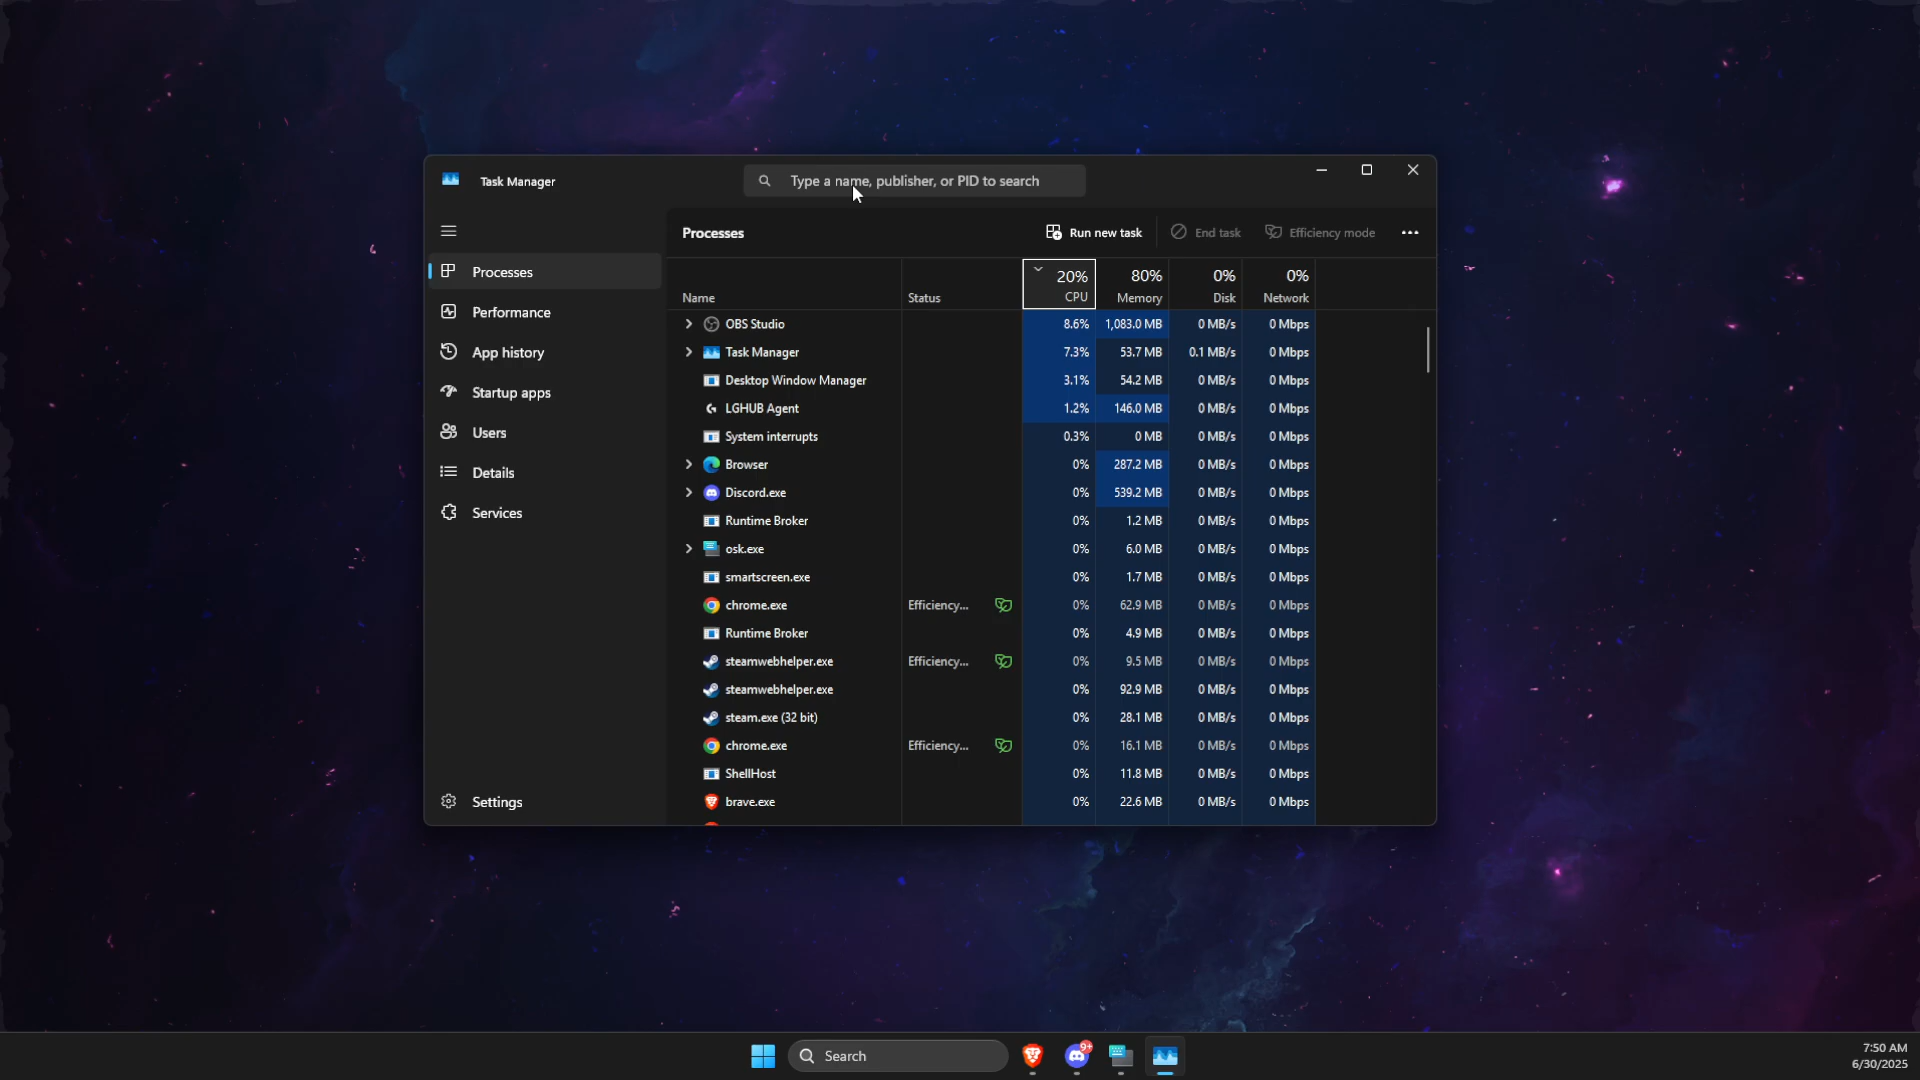 Task Manager
Type a name, publisher, or PID to search
Processes
Run new task
End task
Efficiency mode
Processes
Performance
App history
Startup apps
Users
Details
Services
Settings
Name Status 20% CPU 80% Memory 0% Disk 0% Network
OBS Studio 8.6% 1,083.0 MB 0 MB/s 0 Mbps
Task Manager 7.3% 53.7 MB 0.1 MB/s 0 Mbps
Desktop Window Manager 3.1% 54.2 MB 0 MB/s 0 Mbps
LGHUB Agent 1.2% 146.0 MB 0 MB/s 0 Mbps
System interrupts 0.3% 0 MB 0 MB/s 0 Mbps
Browser 0% 287.2 MB 0 MB/s 0 Mbps
Discord.exe 0% 539.2 MB 0 MB/s 0 Mbps
Runtime Broker 0% 1.2 MB 0 MB/s 0 Mbps
osk.exe 0% 6.0 MB 0 MB/s 0 Mbps
smartscreen.exe 0% 1.7 MB 0 MB/s 0 Mbps
chrome.exe Efficiency... 0% 62.9 MB 0 MB/s 0 Mbps
Runtime Broker 0% 4.9 MB 0 MB/s 0 Mbps
steamwebhelper.exe Efficiency... 0% 9.5 MB 0 MB/s 0 Mbps
steamwebhelper.exe 0% 92.9 MB 0 MB/s 0 Mbps
steam.exe (32 bit) 0% 28.1 MB 0 MB/s 0 Mbps
chrome.exe Efficiency... 0% 16.1 MB 0 MB/s 0 Mbps
ShellHost 0% 11.8 MB 0 MB/s 0 Mbps
brave.exe 0% 22.6 MB 0 MB/s 0 Mbps
Search
9+
7:50 AM
6/30/2025